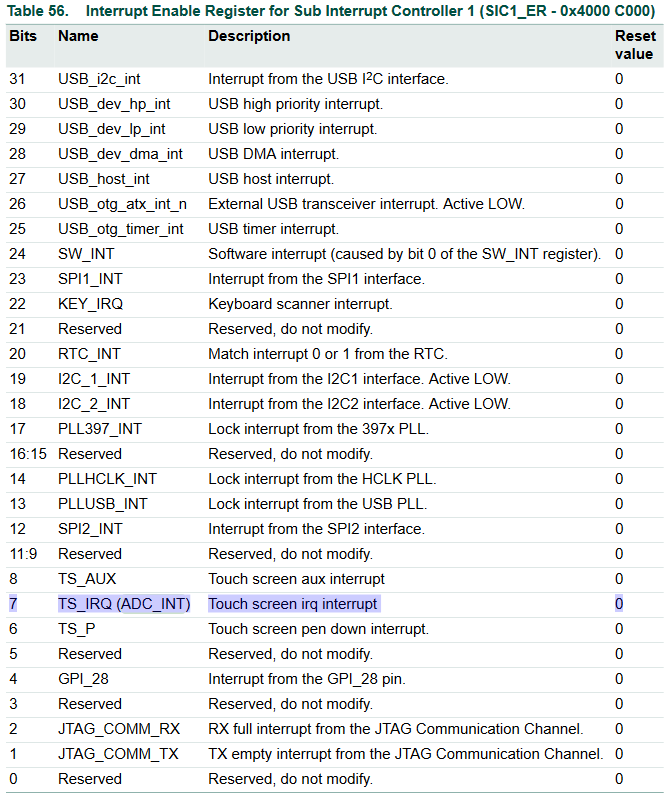 Table 56. Interrupt Enable Register for Sub Interrupt Controller 1 (SIC1_ER - 0x4000 C000)
Bits Name Description Reset value
31 USB_i2c_int Interrupt from the USB I²C interface. 0
30 USB_dev_hp_int USB high priority interrupt. 0
29 USB_dev_lp_int USB low priority interrupt. 0
28 USB_dev_dma_int USB DMA interrupt. 0
27 USB_host_int USB host interrupt. 0
26 USB_otg_atx_int_n External USB transceiver interrupt. Active LOW. 0
25 USB_otg_timer_int USB timer interrupt. 0
24 SW_INT Software interrupt (caused by bit 0 of the SW_INT register). 0
23 SPI1_INT Interrupt from the SPI1 interface. 0
22 KEY_IRQ Keyboard scanner interrupt. 0
21 Reserved Reserved, do not modify. 0
20 RTC_INT Match interrupt 0 or 1 from the RTC. 0
19 I2C_1_INT Interrupt from the I2C1 interface. Active LOW. 0
18 I2C_2_INT Interrupt from the I2C2 interface. Active LOW. 0
17 PLL397_INT Lock interrupt from the 397x PLL. 0
16:15 Reserved Reserved, do not modify. 0
14 PLLHCLK_INT Lock interrupt from the HCLK PLL. 0
13 PLLUSB_INT Lock interrupt from the USB PLL. 0
12 SPI2_INT Interrupt from the SPI2 interface. 0
11:9 Reserved Reserved, do not modify. 0
8 TS_AUX Touch screen aux interrupt 0
7 TS_IRQ (ADC_INT) Touch screen irq interrupt 0
6 TS_P Touch screen pen down interrupt. 0
5 Reserved Reserved, do not modify. 0
4 GPI_28 Interrupt from the GPI_28 pin. 0
3 Reserved Reserved, do not modify. 0
2 JTAG_COMM_RX RX full interrupt from the JTAG Communication Channel. 0
1 JTAG_COMM_TX TX empty interrupt from the JTAG Communication Channel. 0
0 Reserved Reserved, do not modify. 0